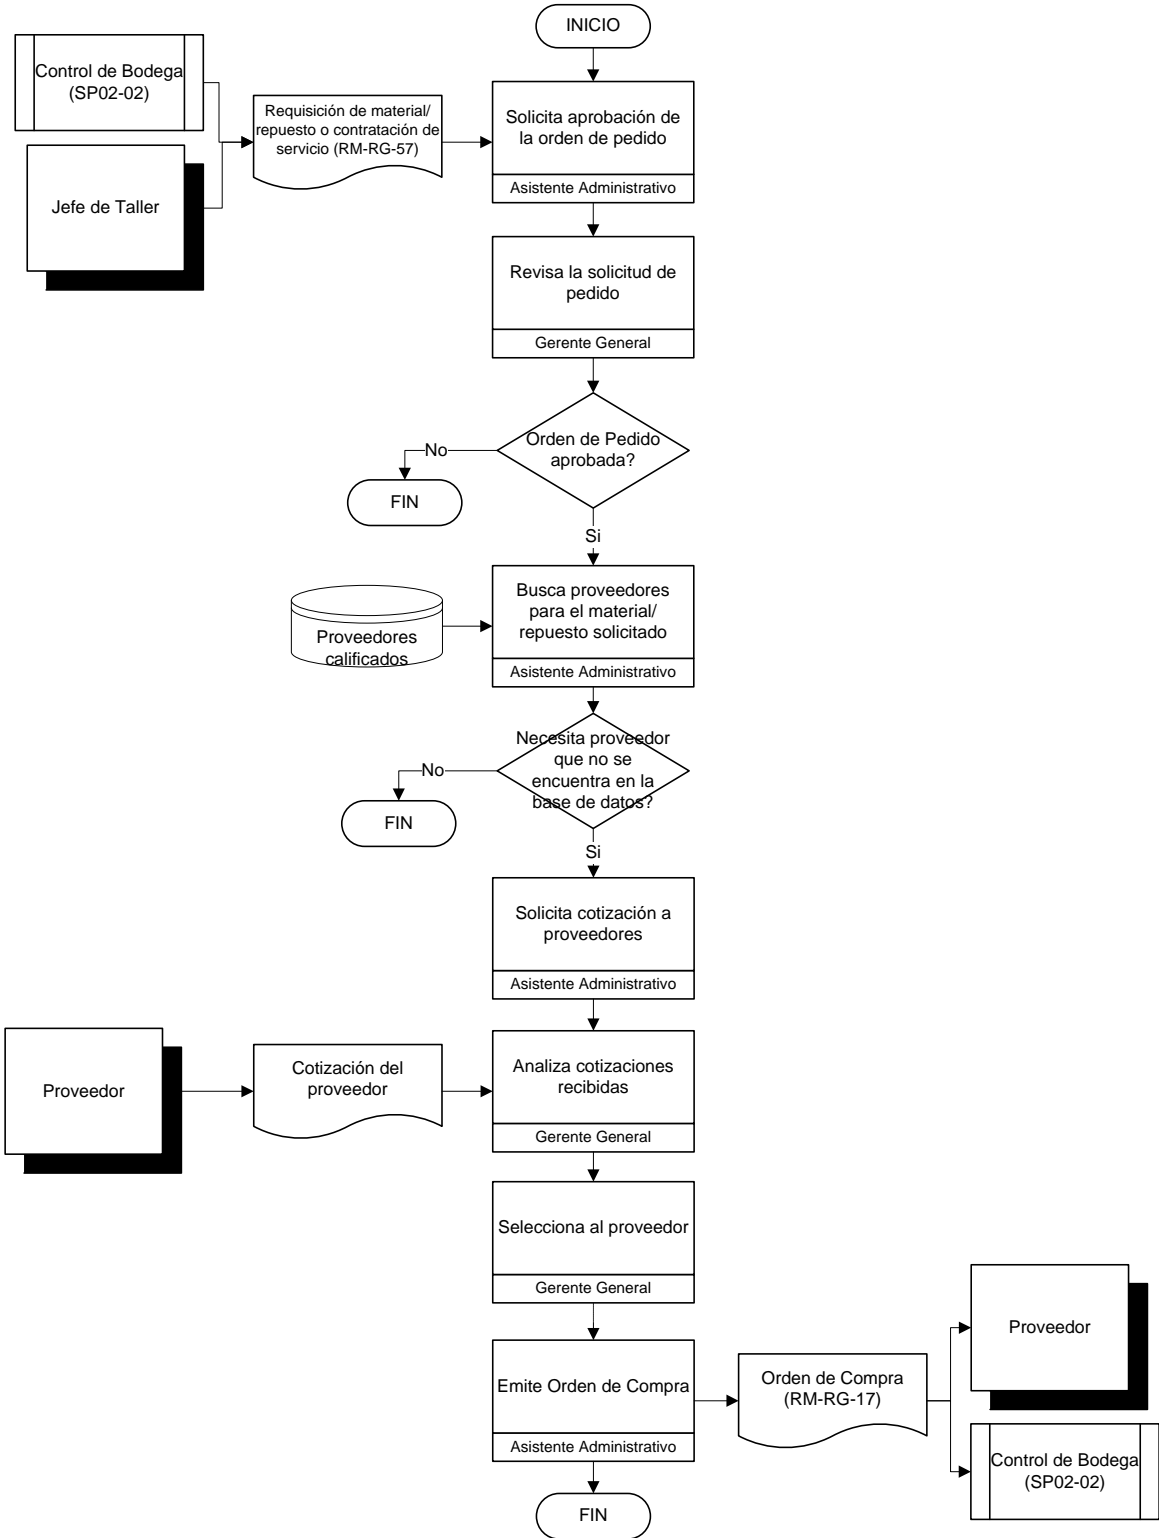 INICIO
Control de Bodega
(SP02-02)
Requisición de material/
repuesto o contratación de
servicio (RM-RG-57)
Solicita aprobación de
la orden de pedido
Asistente Administrativo
Jefe de Taller
Revisa la solicitud de
pedido
Gerente General
Orden de Pedido
aprobada?
No
FIN
Si
Busca proveedores
para el material/
repuesto solicitado
Asistente Administrativo
Proveedores
calificados
Necesita proveedor
que no se
encuentra en la
base de datos?
No
FIN
Si
Solicita cotización a
proveedores
Asistente Administrativo
Proveedor
Cotización del
proveedor
Analiza cotizaciones
recibidas
Gerente General
Selecciona al proveedor
Gerente General
Emite Orden de Compra
Asistente Administrativo
Orden de Compra
(RM-RG-17)
Proveedor
Control de Bodega
(SP02-02)
FIN